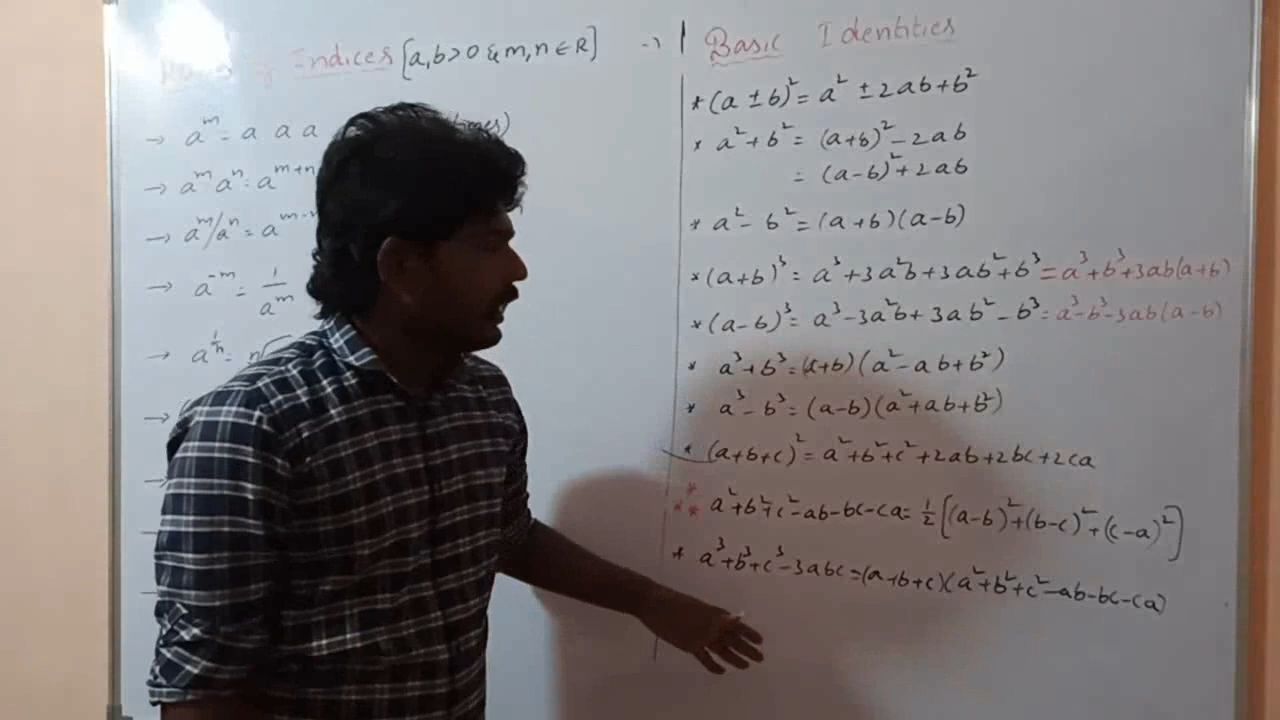 Indices [a,b>0 & m,n ∈ R] →
→ aᵐ = a a a times)
→ aᵐ aⁿ = aᵐ⁺ⁿ
→ aᵐ/aⁿ = aᵐ⁻
→ a⁻ᵐ = 1/aᵐ
→ a^(1/n) = n√
Basic Identities
* (a ± b)² = a² ± 2ab + b²
* a² + b² = (a+b)² - 2ab
= (a-b)² + 2ab
* a² - b² = (a+b)(a-b)
* (a+b)³ = a³ + 3a²b + 3ab² + b³ = a³+b³+3ab(a+b)
* (a-b)³ = a³ - 3a²b + 3ab² - b³ = a³-b³-3ab(a-b)
* a³+b³ = (a+b)(a² - ab + b²)
* a³-b³ = (a-b)(a²+ab+b²)
* (a+b+c)² = a²+b²+c²+2ab+2bc+2ca
*** a²+b²+c²-ab-bc-ca = 1/2[(a-b)²+(b-c)²+(c-a)²]
* a³+b³+c³-3abc = (a+b+c)(a²+b²+c²-ab-bc-ca)